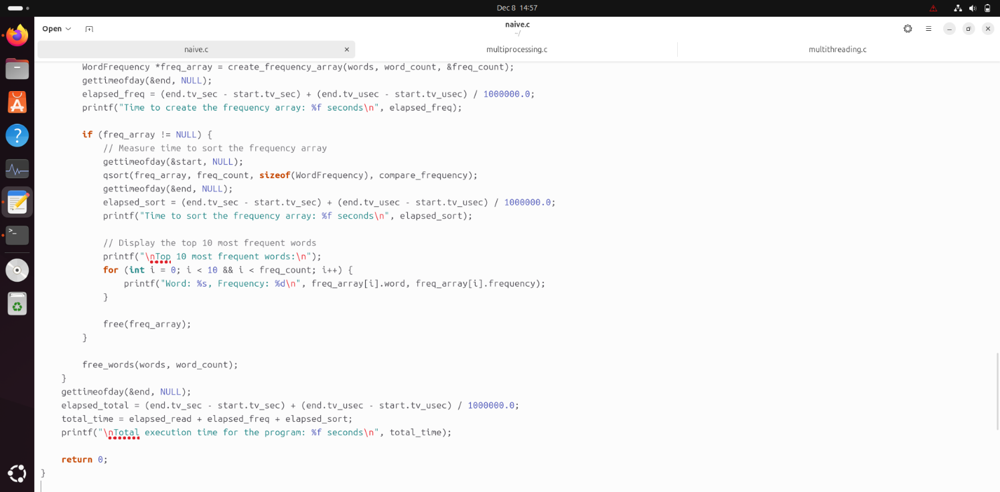 Dec 8 14:57
Open
naive.c
~/
naive.c
multiprocessing.c
multithreading.c
WordFrequency *freq_array = create_frequency_array(words, word_count, &freq_count);
gettimeofday(&end, NULL);
elapsed_freq = (end.tv_sec - start.tv_sec) + (end.tv_usec - start.tv_usec) / 1000000.0;
printf("Time to create the frequency array: %f seconds\n", elapsed_freq);
if (freq_array != NULL) {
// Measure time to sort the frequency array
gettimeofday(&start, NULL);
qsort(freq_array, freq_count, sizeof(WordFrequency), compare_frequency);
gettimeofday(&end, NULL);
elapsed_sort = (end.tv_sec - start.tv_sec) + (end.tv_usec - start.tv_usec) / 1000000.0;
printf("Time to sort the frequency array: %f seconds\n", elapsed_sort);
// Display the top 10 most frequent words
printf("\nTop 10 most frequent words:\n");
for (int i = 0; i < 10 && i < freq_count; i++) {
printf("Word: %s, Frequency: %d\n", freq_array[i].word, freq_array[i].frequency);
}
free(freq_array);
}
free_words(words, word_count);
}
gettimeofday(&end, NULL);
elapsed_total = (end.tv_sec - start.tv_sec) + (end.tv_usec - start.tv_usec) / 1000000.0;
total_time = elapsed_read + elapsed_freq + elapsed_sort;
printf("\nTotal execution time for the program: %f seconds\n", total_time);
return 0;
}